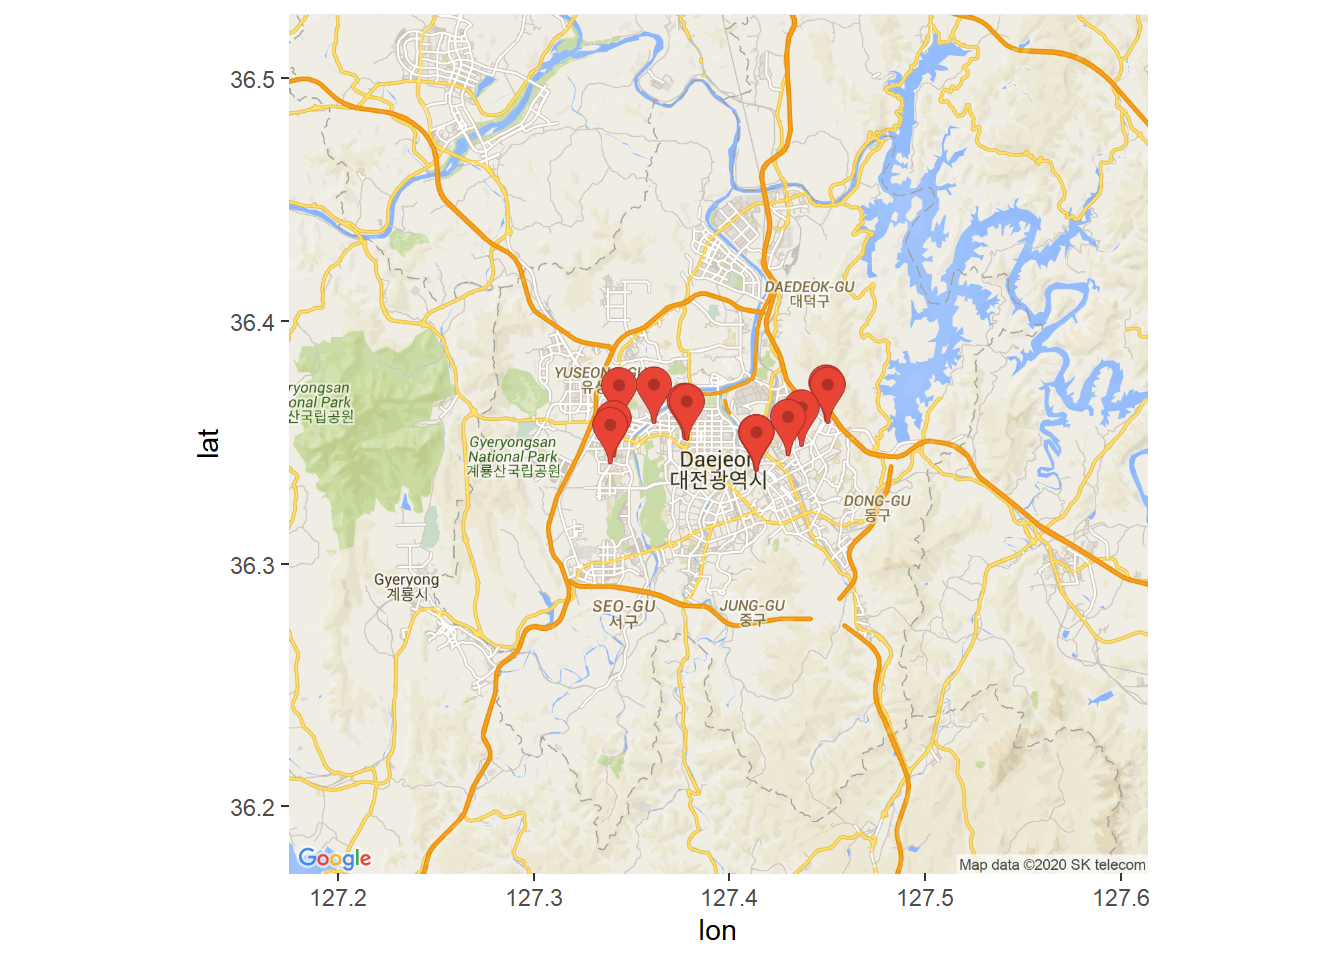 36.5
36.4
36.3
36.2
lat
DAEDEOK-GU
대덕구
YUSEONG-GU
ryongsan
onal Park
산국립공원
Gyeryongsan
National Park
계룡산국립공원
Daejeon
대전광역시
DONG-GU
동구
Gyeryong
계룡시
SEO-GU
서구
JUNG-GU
중구
Google
Map data ©2020 SK telecom
127.2
127.3
127.4
127.5
127.6
lon